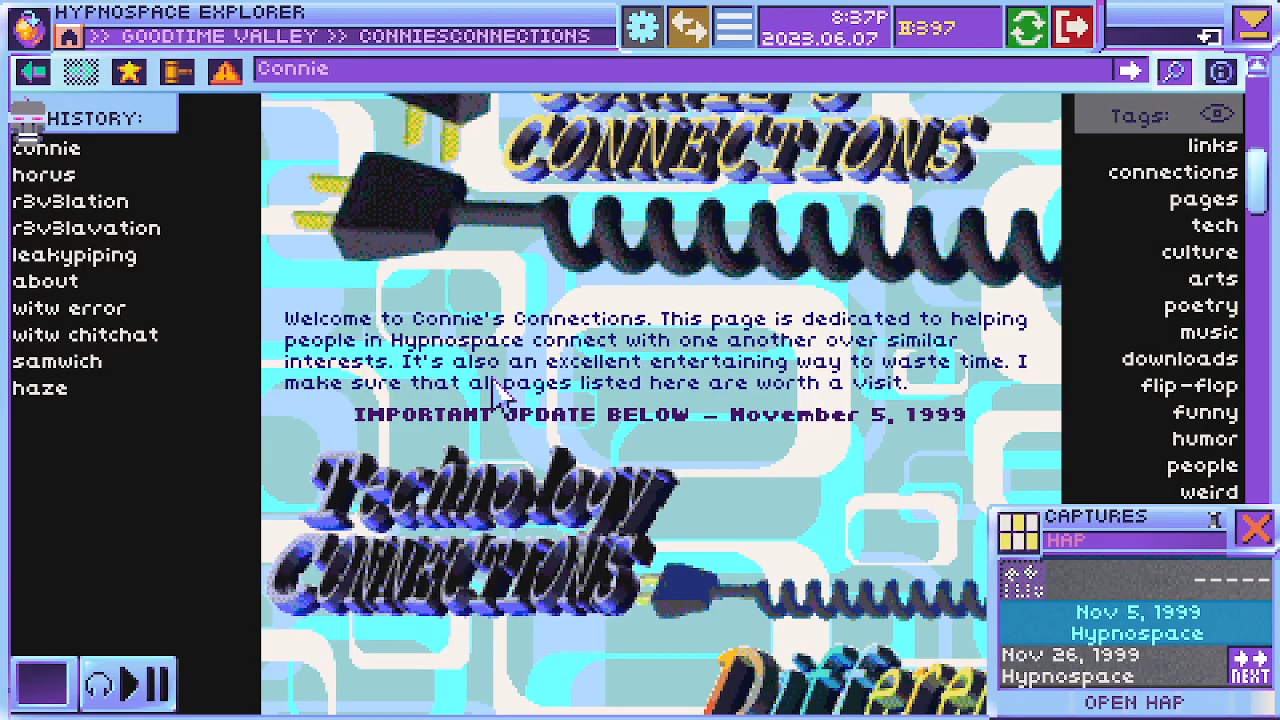 HYPNOSPACE EXPLORER
>> GOODTIME VALLEY >> CONNIESCONNECTIONS
8:37P
2023.06.07
397
Connie
HISTORY:
connie
horus
r3v3lation
r3v3lavation
leakypiping
about
witw error
witw chitchat
samwich
haze
CONNIE'S
CONNECTIONS
Welcome to Connie's Connections. This page is dedicated to helping
people in Hypnospace connect with one another over similar
interests. It's also an excellent entertaining way to waste time. I
make sure that all pages listed here are worth a visit.
IMPORTANT UPDATE BELOW - November 5, 1999
Technology
CONNECTIONS
Differe
Tags:
links
connections
pages
tech
culture
arts
poetry
music
downloads
flip-flop
funny
humor
people
weird
CAPTURES
HAP
-----
Nov 5, 1999
Hypnospace
Nov 26, 1999
Hypnospace
NEXT
OPEN HAP